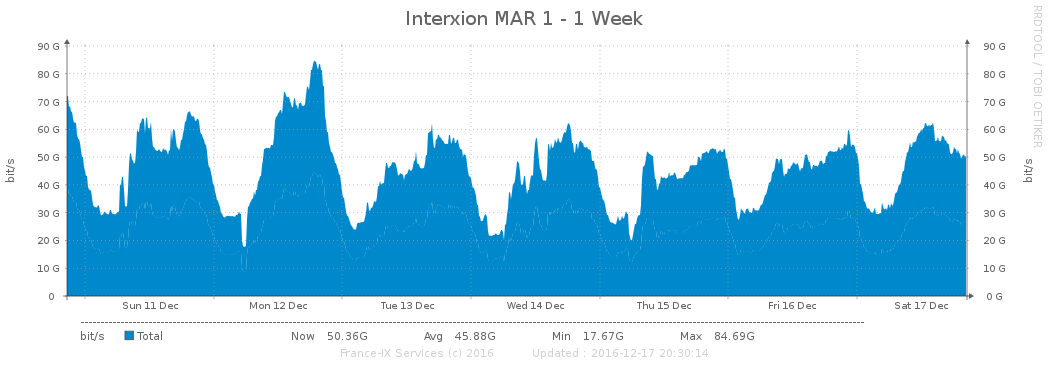 Interxion MAR 1 - 1 Week
RRDTOOL / TOBI OETIKER
90 G 90 G
80 G 80 G
70 G 70 G
60 G 60 G
50 G 50 G
40 G 40 G
30 G 30 G
20 G 20 G
10 G 10 G
0 0 G
bit/s bit/s
Sun 11 Dec Mon 12 Dec Tue 13 Dec Wed 14 Dec Thu 15 Dec Fri 16 Dec Sat 17 Dec
bit/s Total Now 50.36G Avg 45.88G Min 17.67G Max 84.69G
France-IX Services (c) 2016 Updated : 2016-12-17 20:30:14